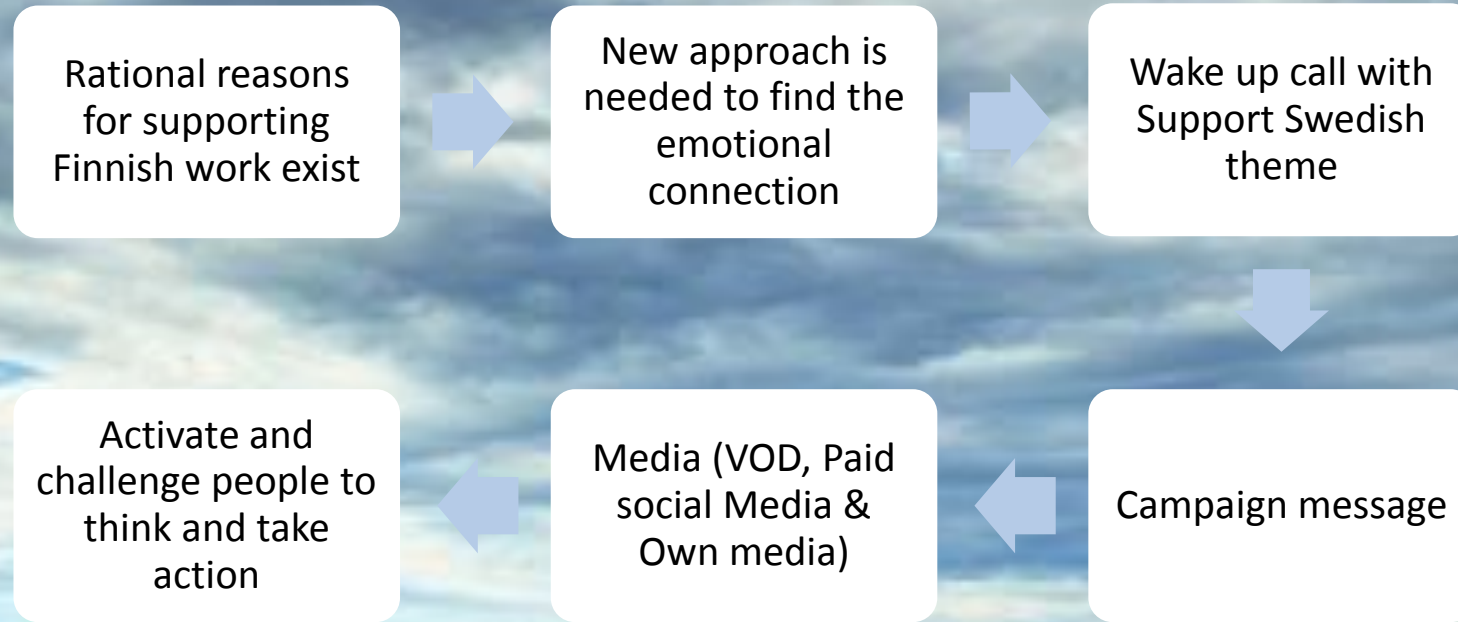 Rational reasons
for supporting
Finnish work exist
New approach is
needed to find the
emotional
connection
Wake up call with
Support Swedish
theme
Campaign message
Media (VOD, Paid
social Media &
Own media)
Activate and
challenge people to
think and take
action